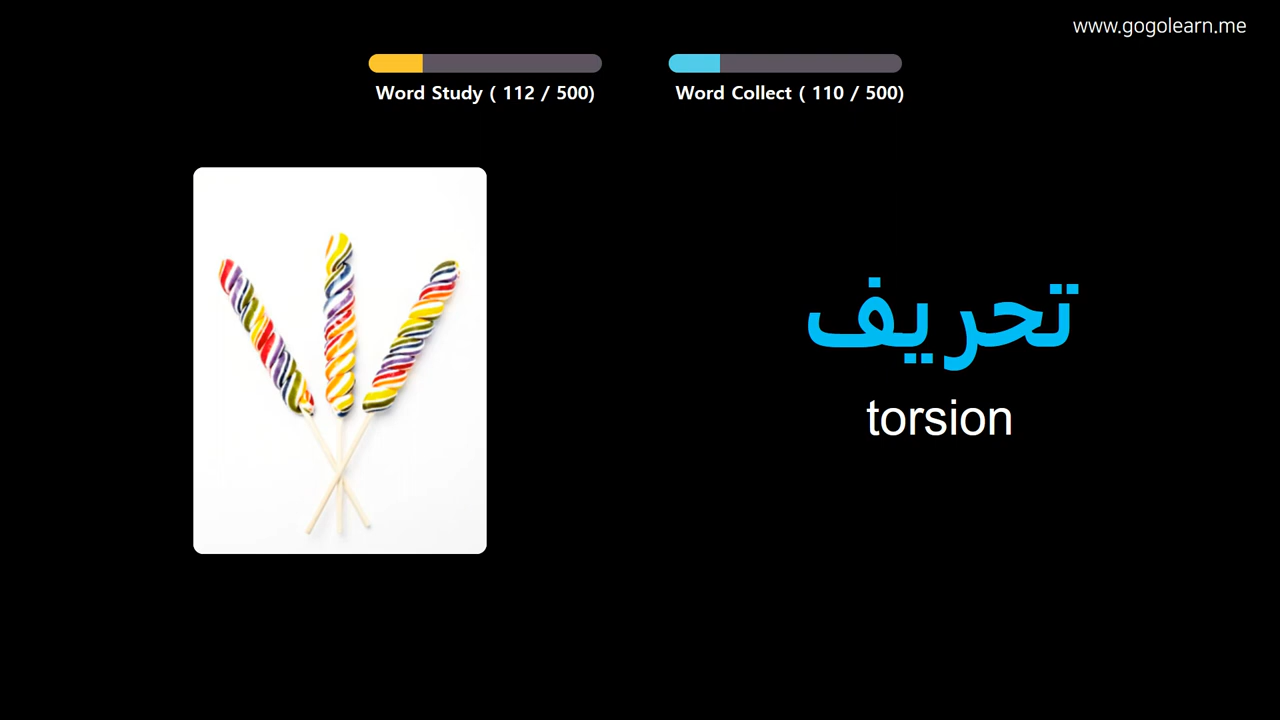 www.gogolearn.me
Word Study ( 112 / 500)
Word Collect ( 110 / 500)
تحريف
torsion